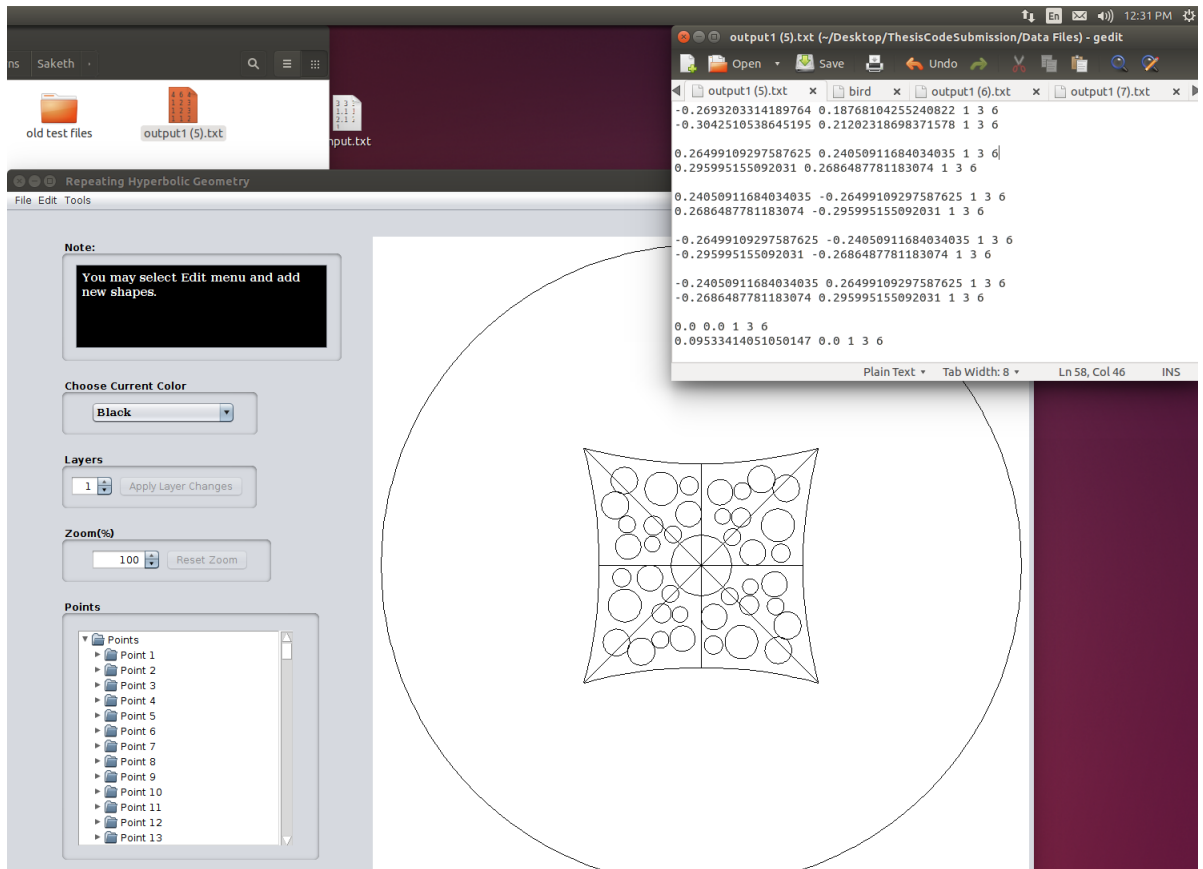 En 12:31 PM
ns Saketh
old test files
output1 (5).txt
nput.txt
output1 (5).txt (~/Desktop/ThesisCodeSubmission/Data Files) - gedit
Open Save Undo
output1 (5).txt x bird x output1 (6).txt x output1 (7).txt x
-0.2693203314189764 0.18768104255240822 1 3 6
-0.3042510538645195 0.21202318698371578 1 3 6
0.26499109297587625 0.24050911684034035 1 3 6
0.295995155092031 0.2686487781183074 1 3 6
0.24050911684034035 -0.26499109297587625 1 3 6
0.2686487781183074 -0.295995155092031 1 3 6
-0.26499109297587625 -0.24050911684034035 1 3 6
-0.295995155092031 -0.2686487781183074 1 3 6
-0.24050911684034035 0.26499109297587625 1 3 6
-0.2686487781183074 0.295995155092031 1 3 6
0.0 0.0 1 3 6
0.09533414051050147 0.0 1 3 6
Plain Text Tab Width: 8 Ln 58, Col 46 INS
Repeating Hyperbolic Geometry
File Edit Tools
Note:
You may select Edit menu and add
new shapes.
Choose Current Color
Black
Layers
1 Apply Layer Changes
Zoom(%)
100 Reset Zoom
Points
Points
Point 1
Point 2
Point 3
Point 4
Point 5
Point 6
Point 7
Point 8
Point 9
Point 10
Point 11
Point 12
Point 13